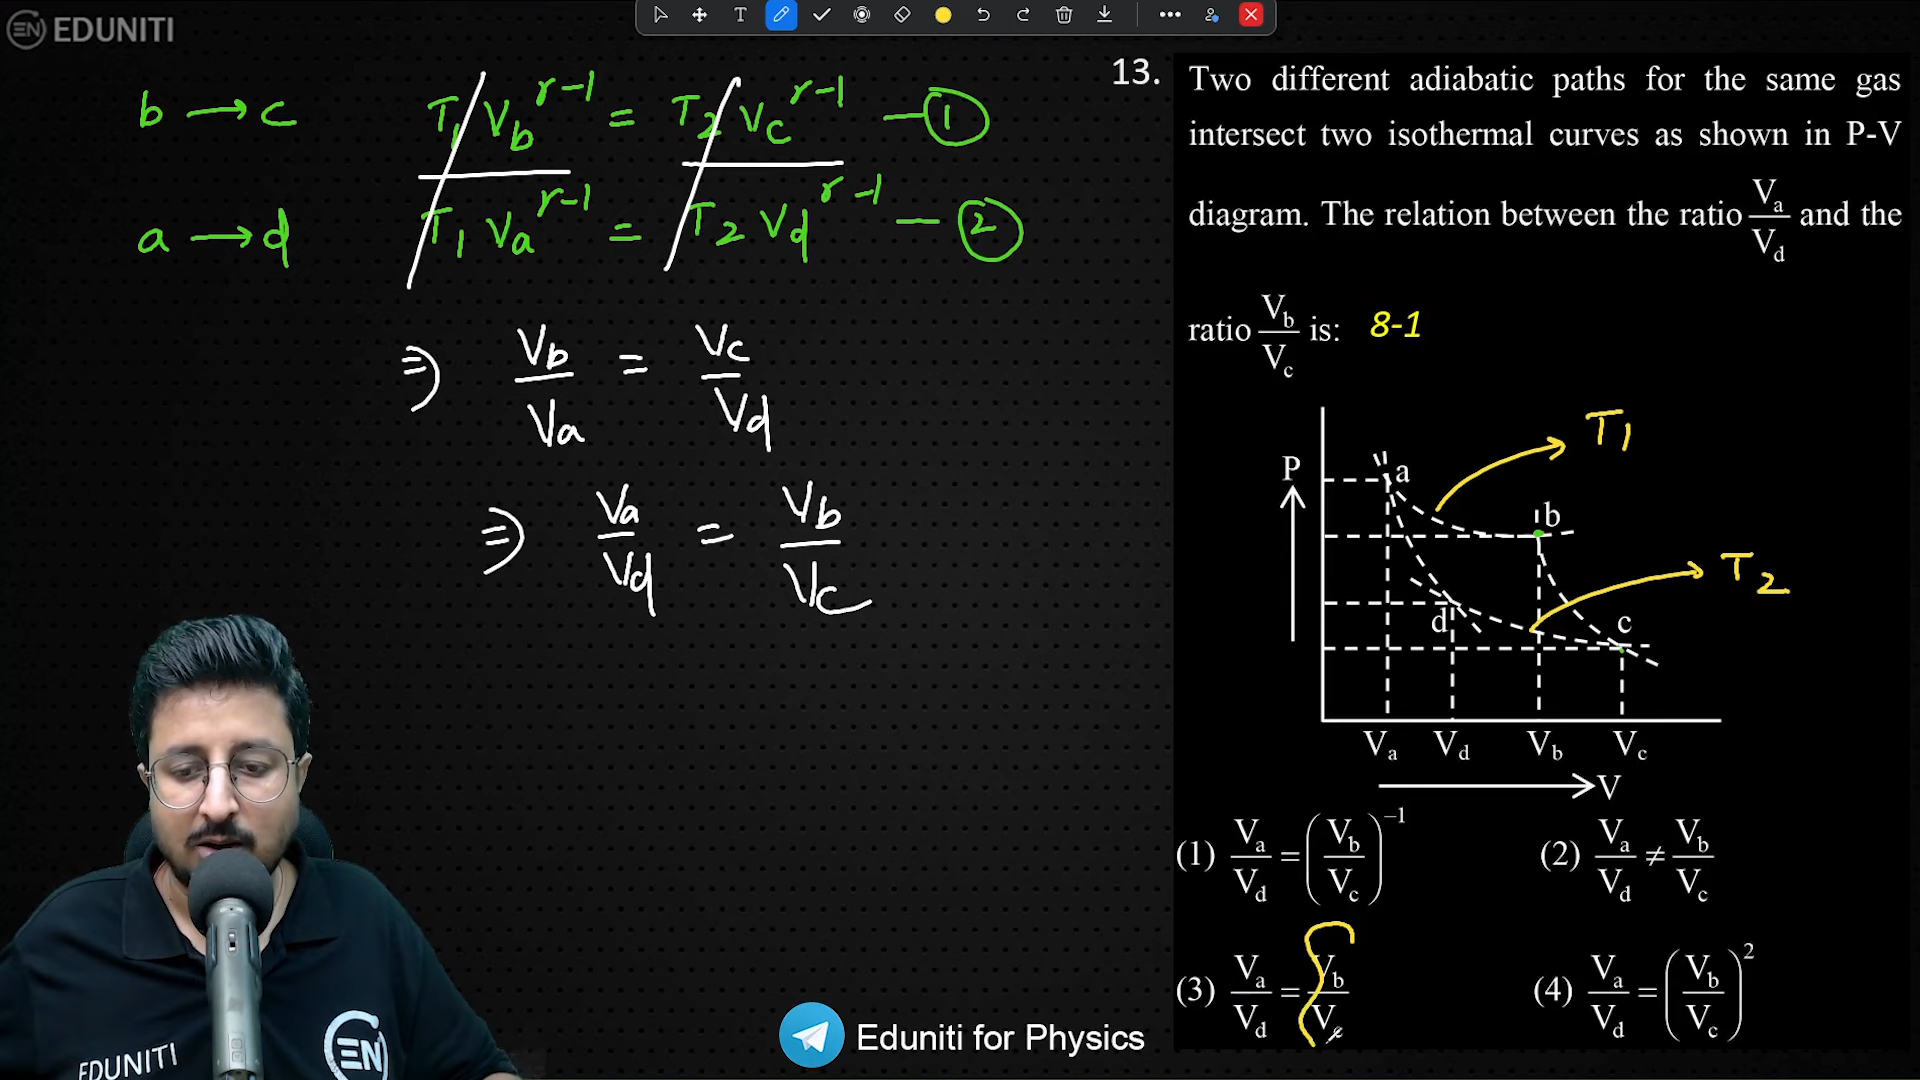 EN EDUNITI
b → c T₁ V_b^(r-1) = T₂ V_c^(r-1) — ①
a → d T₁ V_a^(r-1) = T₂ V_d^(r-1) — ②
⇒ V_b/V_a = V_c/V_d
⇒ V_a/V_d = V_b/V_c
13. Two different adiabatic paths for the same gas
intersect two isothermal curves as shown in P-V
diagram. The relation between the ratio V_a/V_d and the
ratio V_b/V_c is: 8-1
T₁
P a
b
T₂
d c
V_a V_d V_b V_c
V
(1) V_a/V_d = (V_b/V_c)^(−1) (2) V_a/V_d ≠ V_b/V_c
(3) V_a/V_d = V_b/V_c (4) V_a/V_d = (V_b/V_c)^2
Eduniti for Physics
EDUNITI
EN